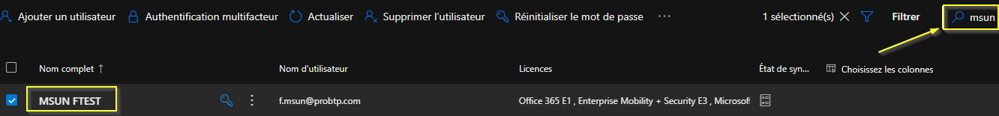 Ajouter un utilisateur Authentification multifacteur Actualiser Supprimer l'utilisateur Réinitialiser le mot de passe ... 1 sélectionné(s) Filtrer msun
Nom complet ↑ Nom d'utilisateur Licences État de syn... Choisissez les colonnes
MSUN FTEST f.msun@probtp.com Office 365 E1 , Enterprise Mobility + Security E3 , Microsoft